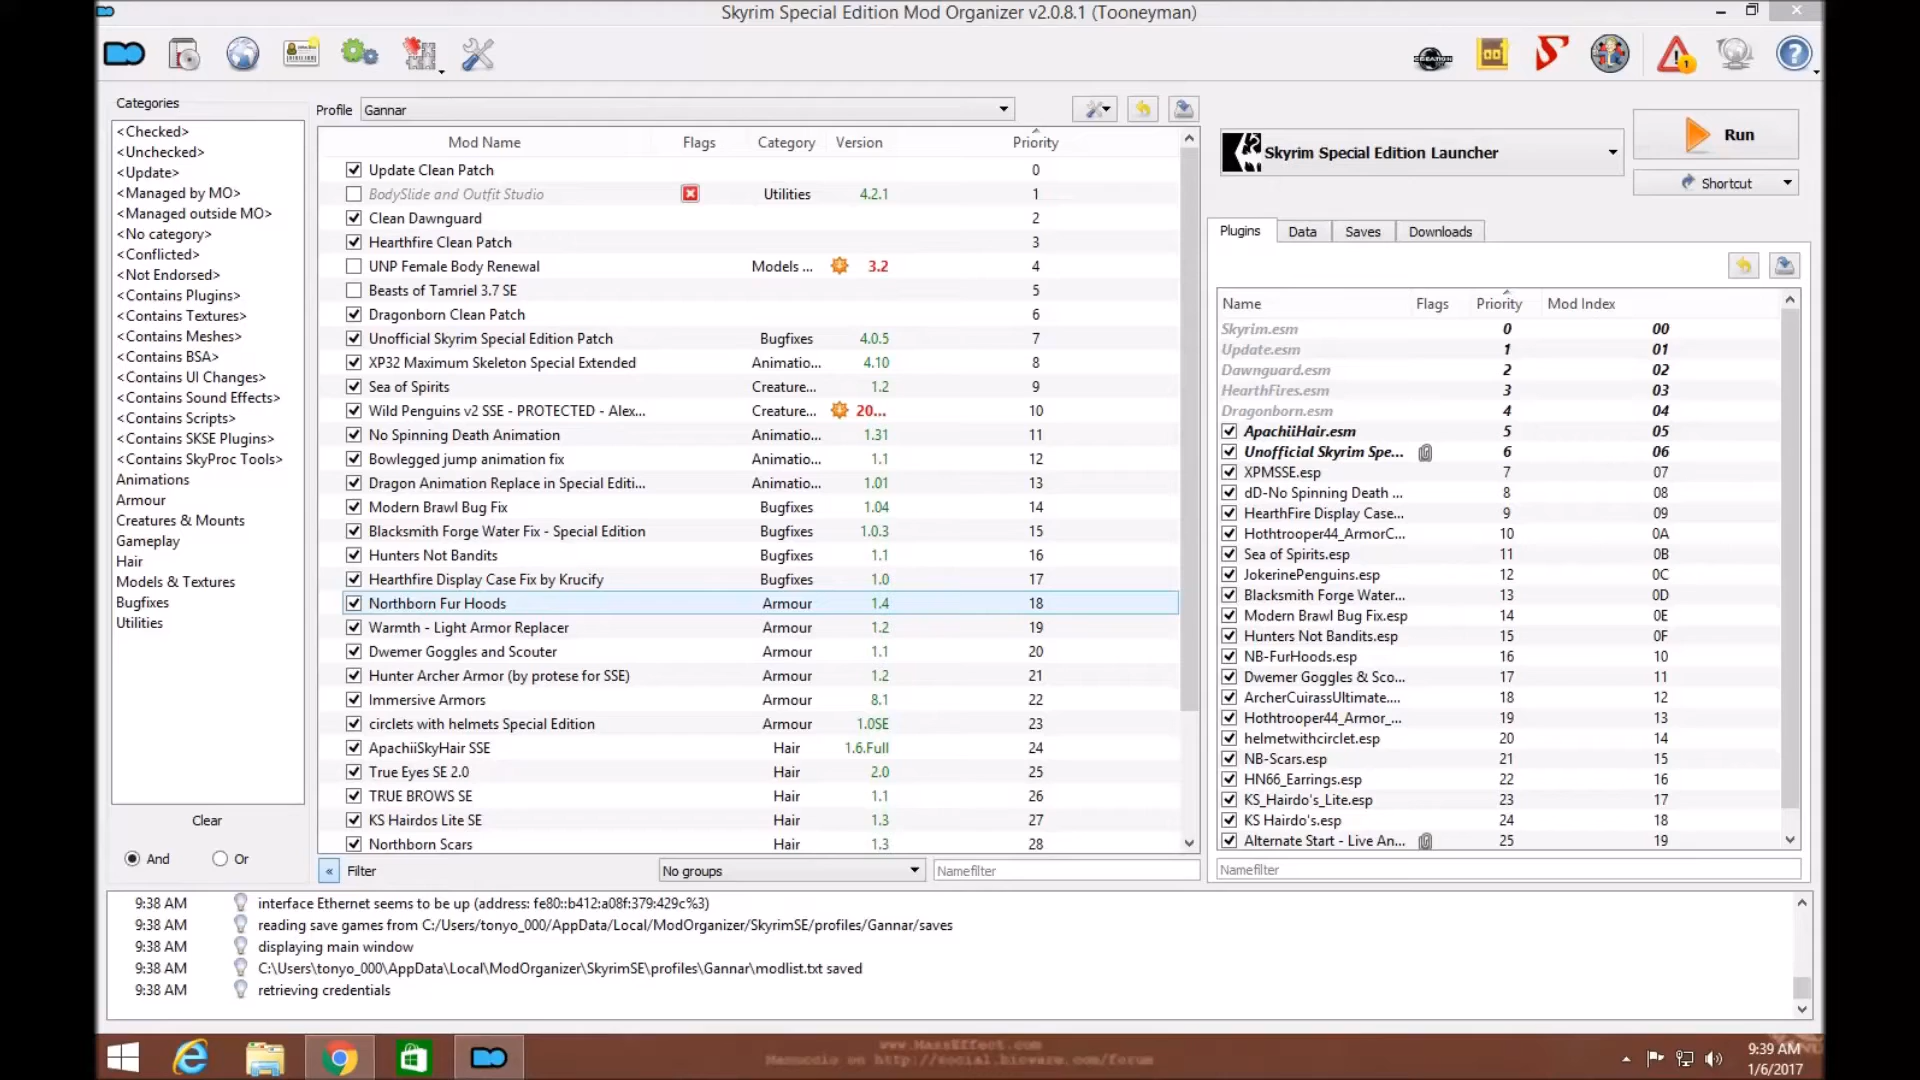 Skyrim Special Edition Mod Organizer v2.0.8.1 (Tooneyman)
1
Categories
<Checked>
<Unchecked>
<Update>
<Managed by MO>
<Managed outside MO>
<No category>
<Conflicted>
<Not Endorsed>
<Contains Plugins>
<Contains Textures>
<Contains Meshes>
<Contains BSA>
<Contains UI Changes>
<Contains Sound Effects>
<Contains Scripts>
<Contains SKSE Plugins>
<Contains SkyProc Tools>
Animations
Armour
Creatures & Mounts
Gameplay
Hair
Models & Textures
Bugfixes
Utilities
Clear
And Or
Profile Gannar
Mod Name Flags Category Version Priority
Update Clean Patch 0
BodySlide and Outfit Studio Utilities 4.2.1 1
Clean Dawnguard 2
Hearthfire Clean Patch 3
UNP Female Body Renewal Models ... 3.2 4
Beasts of Tamriel 3.7 SE 5
Dragonborn Clean Patch 6
Unofficial Skyrim Special Edition Patch Bugfixes 4.0.5 7
XP32 Maximum Skeleton Special Extended Animatio... 4.10 8
Sea of Spirits Creature... 1.2 9
Wild Penguins v2 SSE - PROTECTED - Alex... Creature... 20... 10
No Spinning Death Animation Animatio... 1.31 11
Bowlegged jump animation fix Animatio... 1.1 12
Dragon Animation Replace in Special Editi... Animatio... 1.01 13
Modern Brawl Bug Fix Bugfixes 1.04 14
Blacksmith Forge Water Fix - Special Edition Bugfixes 1.0.3 15
Hunters Not Bandits Bugfixes 1.1 16
Hearthfire Display Case Fix by Krucify Bugfixes 1.0 17
Northborn Fur Hoods Armour 1.4 18
Warmth - Light Armor Replacer Armour 1.2 19
Dwemer Goggles and Scouter Armour 1.1 20
Hunter Archer Armor (by protese for SSE) Armour 1.2 21
Immersive Armors Armour 8.1 22
circlets with helmets Special Edition Armour 1.0SE 23
ApachiiSkyHair SSE Hair 1.6.Full 24
True Eyes SE 2.0 Hair 2.0 25
TRUE BROWS SE Hair 1.1 26
KS Hairdos Lite SE Hair 1.3 27
Northborn Scars Hair 1.3 28
« Filter No groups Namefilter
Skyrim Special Edition Launcher
Run
Shortcut
Plugins Data Saves Downloads
Name Flags Priority Mod Index
Skyrim.esm 0 00
Update.esm 1 01
Dawnguard.esm 2 02
HearthFires.esm 3 03
Dragonborn.esm 4 04
ApachiiHair.esm 5 05
Unofficial Skyrim Spe... 6 06
XPMSSE.esp 7 07
dD-No Spinning Death ... 8 08
HearthFire Display Case... 9 09
Hothtrooper44_ArmorC... 10 0A
Sea of Spirits.esp 11 0B
JokerinePenguins.esp 12 0C
Blacksmith Forge Water... 13 0D
Modern Brawl Bug Fix.esp 14 0E
Hunters Not Bandits.esp 15 0F
NB-FurHoods.esp 16 10
Dwemer Goggles & Sco... 17 11
ArcherCuirassUltimate.... 18 12
Hothtrooper44_Armor_... 19 13
helmetwithcirclet.esp 20 14
NB-Scars.esp 21 15
HN66_Earrings.esp 22 16
KS_Hairdo's_Lite.esp 23 17
KS Hairdo's.esp 24 18
Alternate Start - Live An... 25 19
Namefilter
9:38 AM interface Ethernet seems to be up (address: fe80::b412:a08f:379:429c%3)
9:38 AM reading save games from C:/Users/tonyo_000/AppData/Local/ModOrganizer/SkyrimSE/profiles/Gannar/saves
9:38 AM displaying main window
9:38 AM C:\Users\tonyo_000\AppData\Local\ModOrganizer\SkyrimSE\profiles\Gannar\modlist.txt saved
9:38 AM retrieving credentials
www.MassEffect.com
on http://social.bioware.com/forum
9:39 AM
1/6/2017